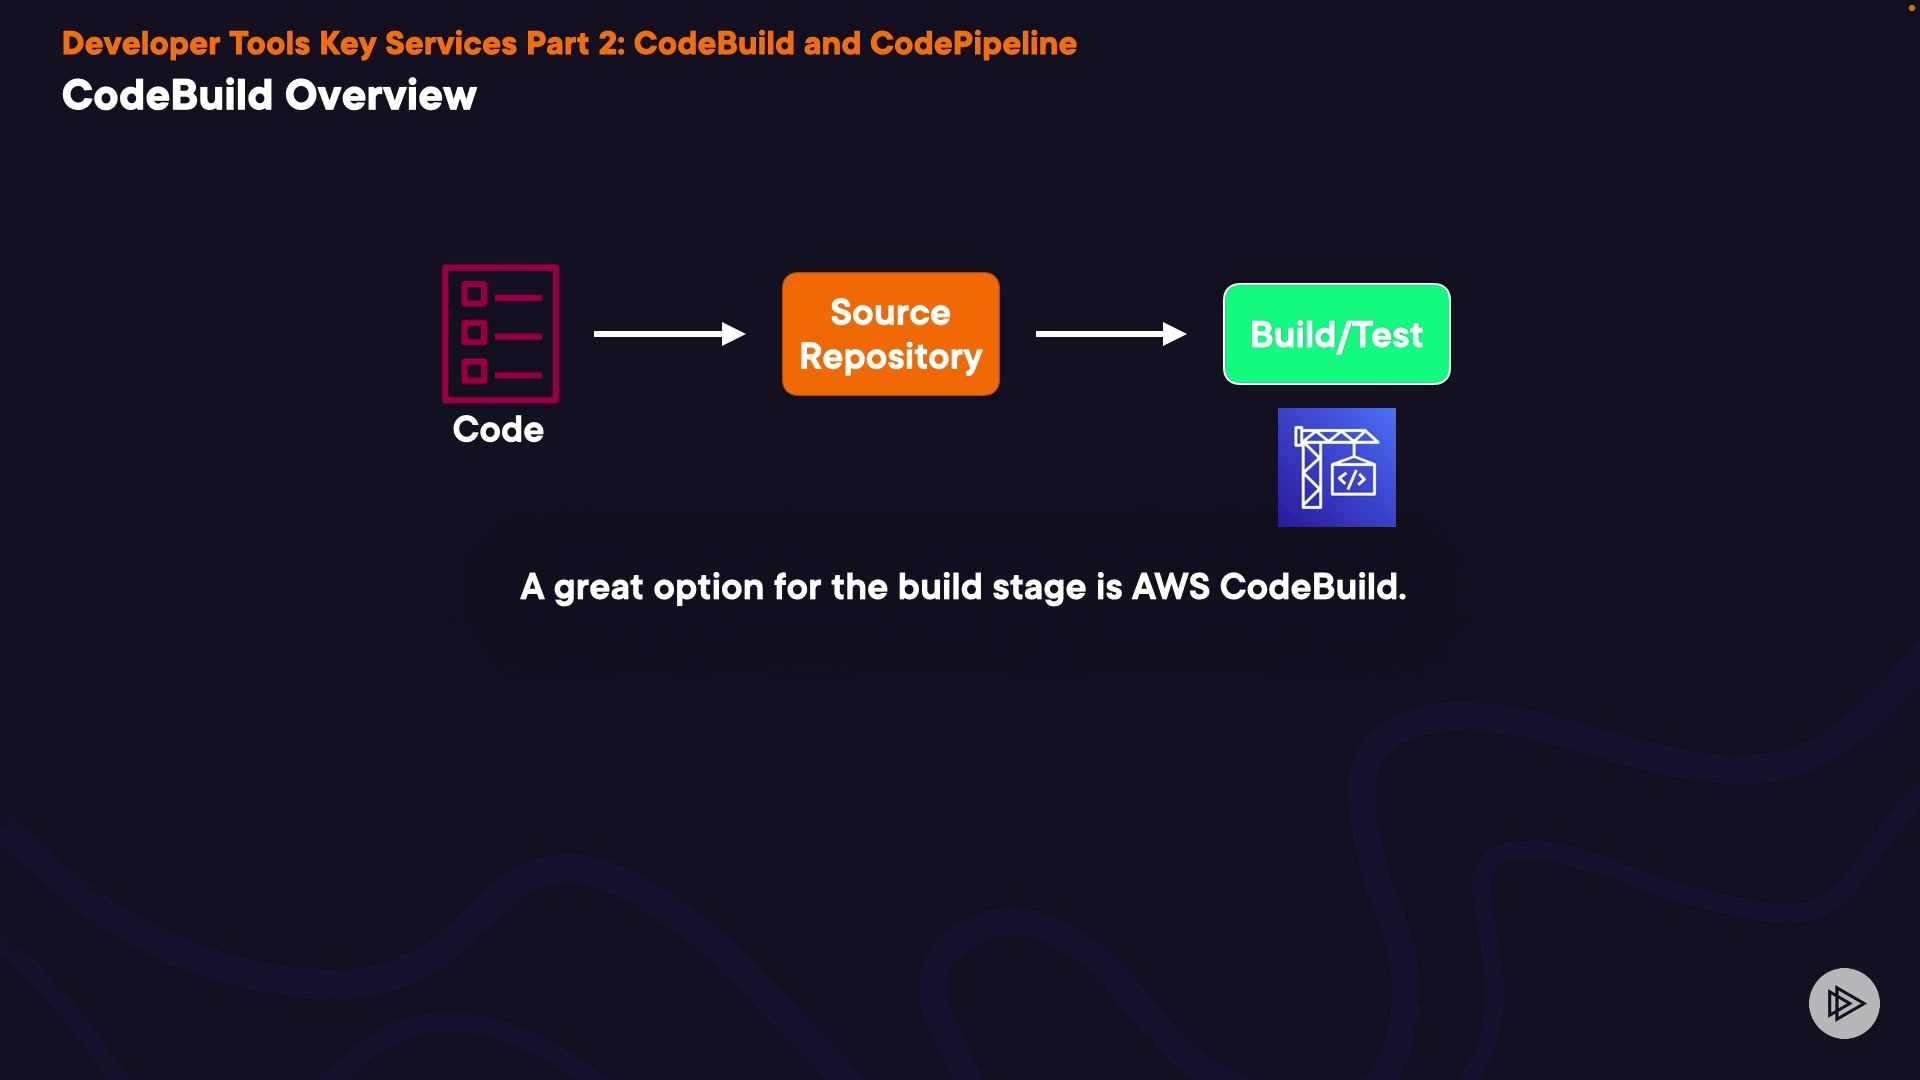 Developer Tools Key Services Part 2: CodeBuild and CodePipeline
CodeBuild Overview
Code
Source
Repository
Build/Test
</>
A great option for the build stage is AWS CodeBuild.